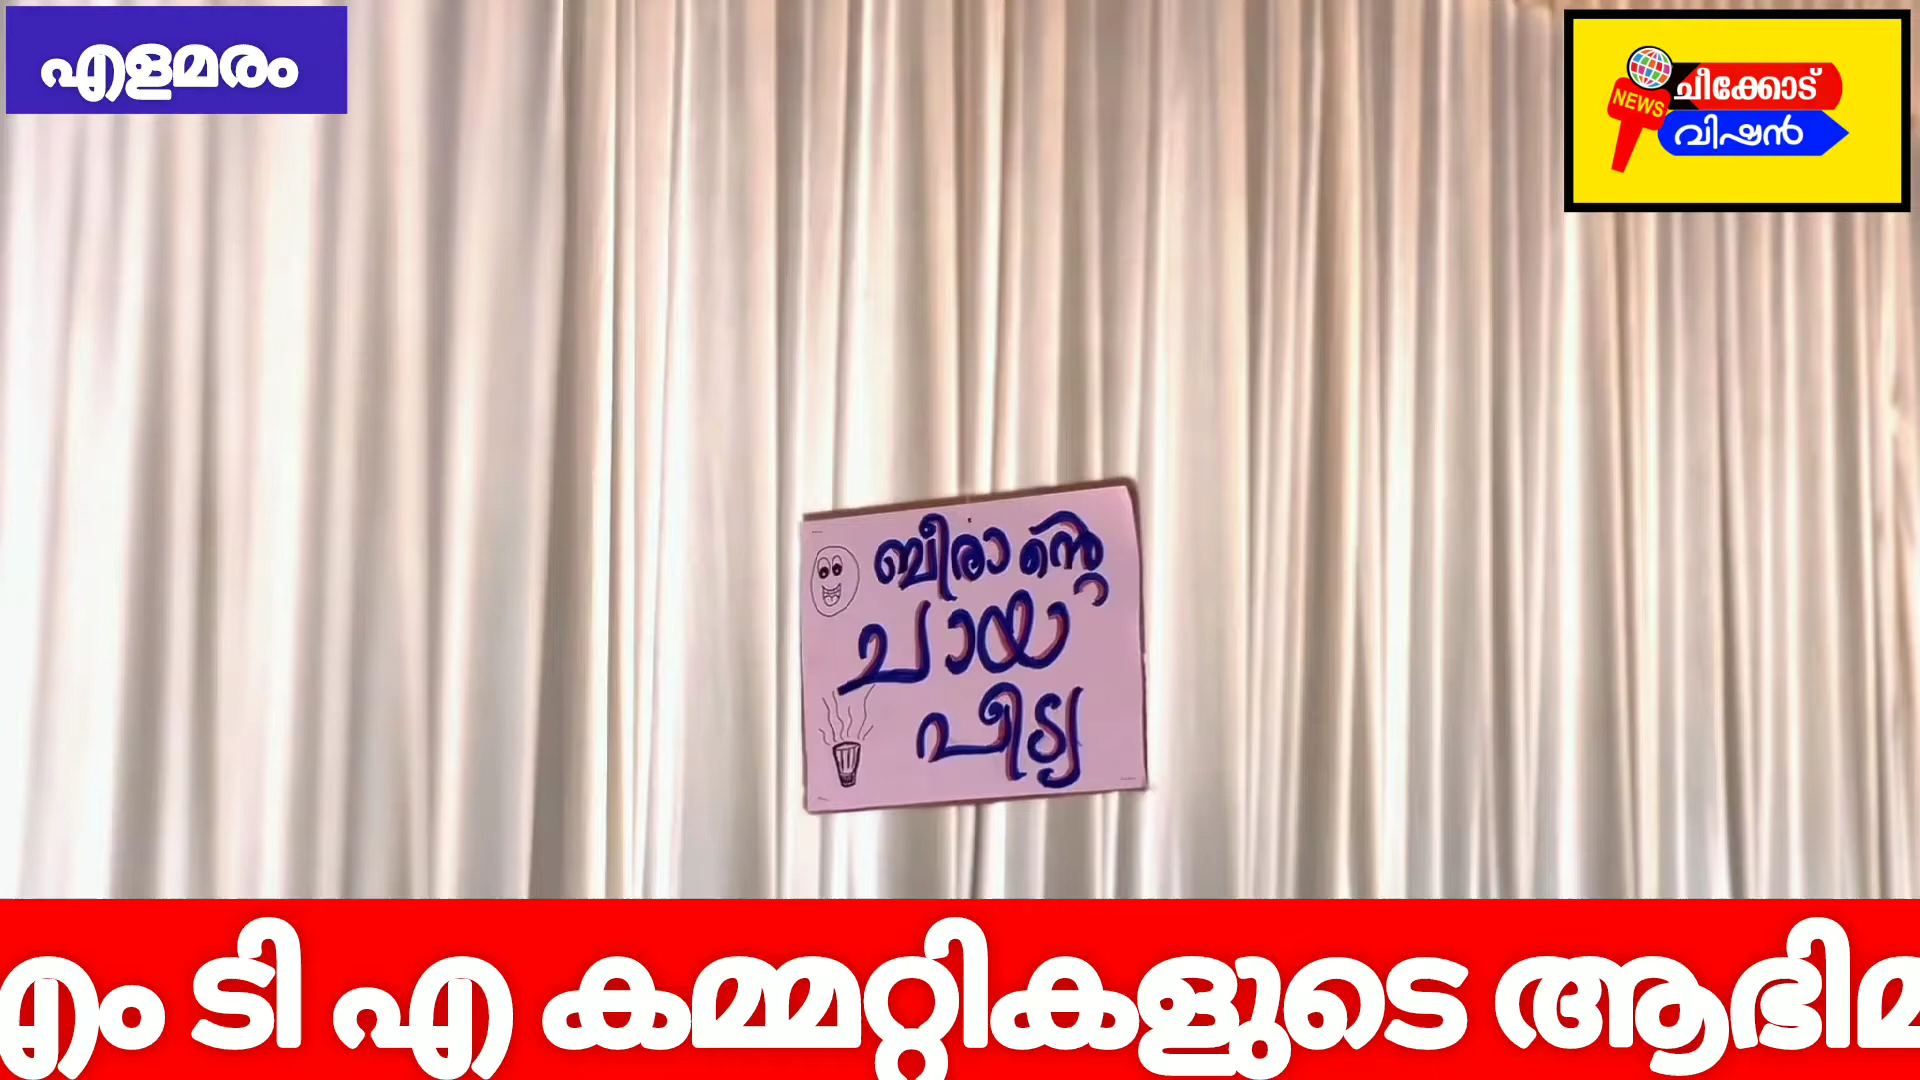 എളമരം
NEWS
ചീക്കോട്
വിഷൻ
ബീരാൻ്റെ
ചായ
പീട്യ
എം ടി എ കമ്മറ്റികളുടെ ആഭിമ